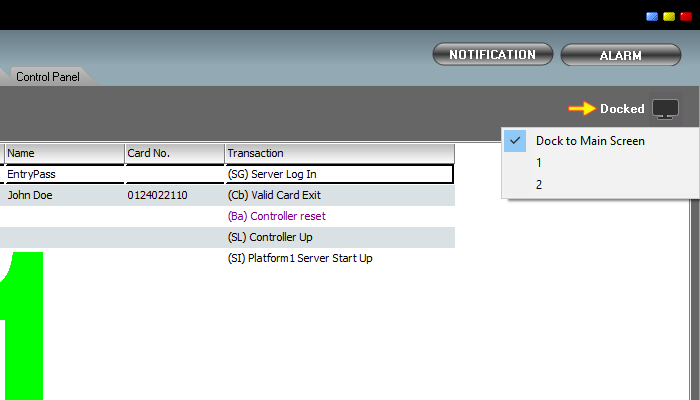 NOTIFICATION ALARM
Control Panel
Docked
Dock to Main Screen
1
2
Name Card No. Transaction
EntryPass (SG) Server Log In
John Doe 0124022110 (Cb) Valid Card Exit
(Ba) Controller reset
(SL) Controller Up
(SI) Platform1 Server Start Up
1